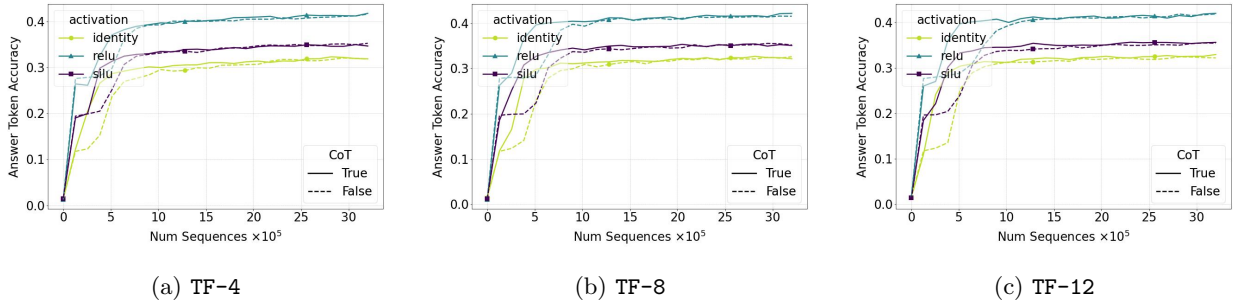 Answer Token Accuracy
0.4
0.3
0.2
0.1
0.0
activation
identity
relu
silu
CoT
True
False
0 5 10 15 20 25 30
Num Sequences ×10⁵
(a) TF-4
Answer Token Accuracy
0.4
0.3
0.2
0.1
0.0
activation
identity
relu
silu
CoT
True
False
0 5 10 15 20 25 30
Num Sequences ×10⁵
(b) TF-8
Answer Token Accuracy
0.4
0.3
0.2
0.1
0.0
activation
identity
relu
silu
CoT
True
False
0 5 10 15 20 25 30
Num Sequences ×10⁵
(c) TF-12